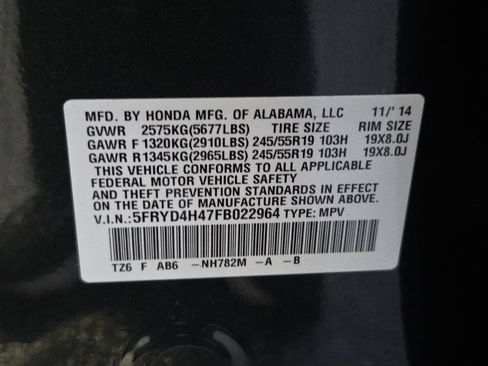 MFD. BY HONDA MFG. OF ALABAMA, LLC 11/'14
GVWR 2575KG(5677LBS) TIRE SIZE RIM SIZE
GAWR F 1320KG(2910LBS) 245/55R19 103H 19X8.0J
GAWR R 1345KG(2965LBS) 245/55R19 103H 19X8.0J
THIS VEHICLE CONFORMS TO ALL APPLICABLE
FEDERAL MOTOR VEHICLE SAFETY
AND THEFT PREVENTION STANDARDS IN EFFECT
ON THE DATE OF MANUFACTURE SHOWN ABOVE.
V.I.N.:5FRYD4H47FB022964 TYPE: MPV
TZ6 F AB6 -NH782M -A -B